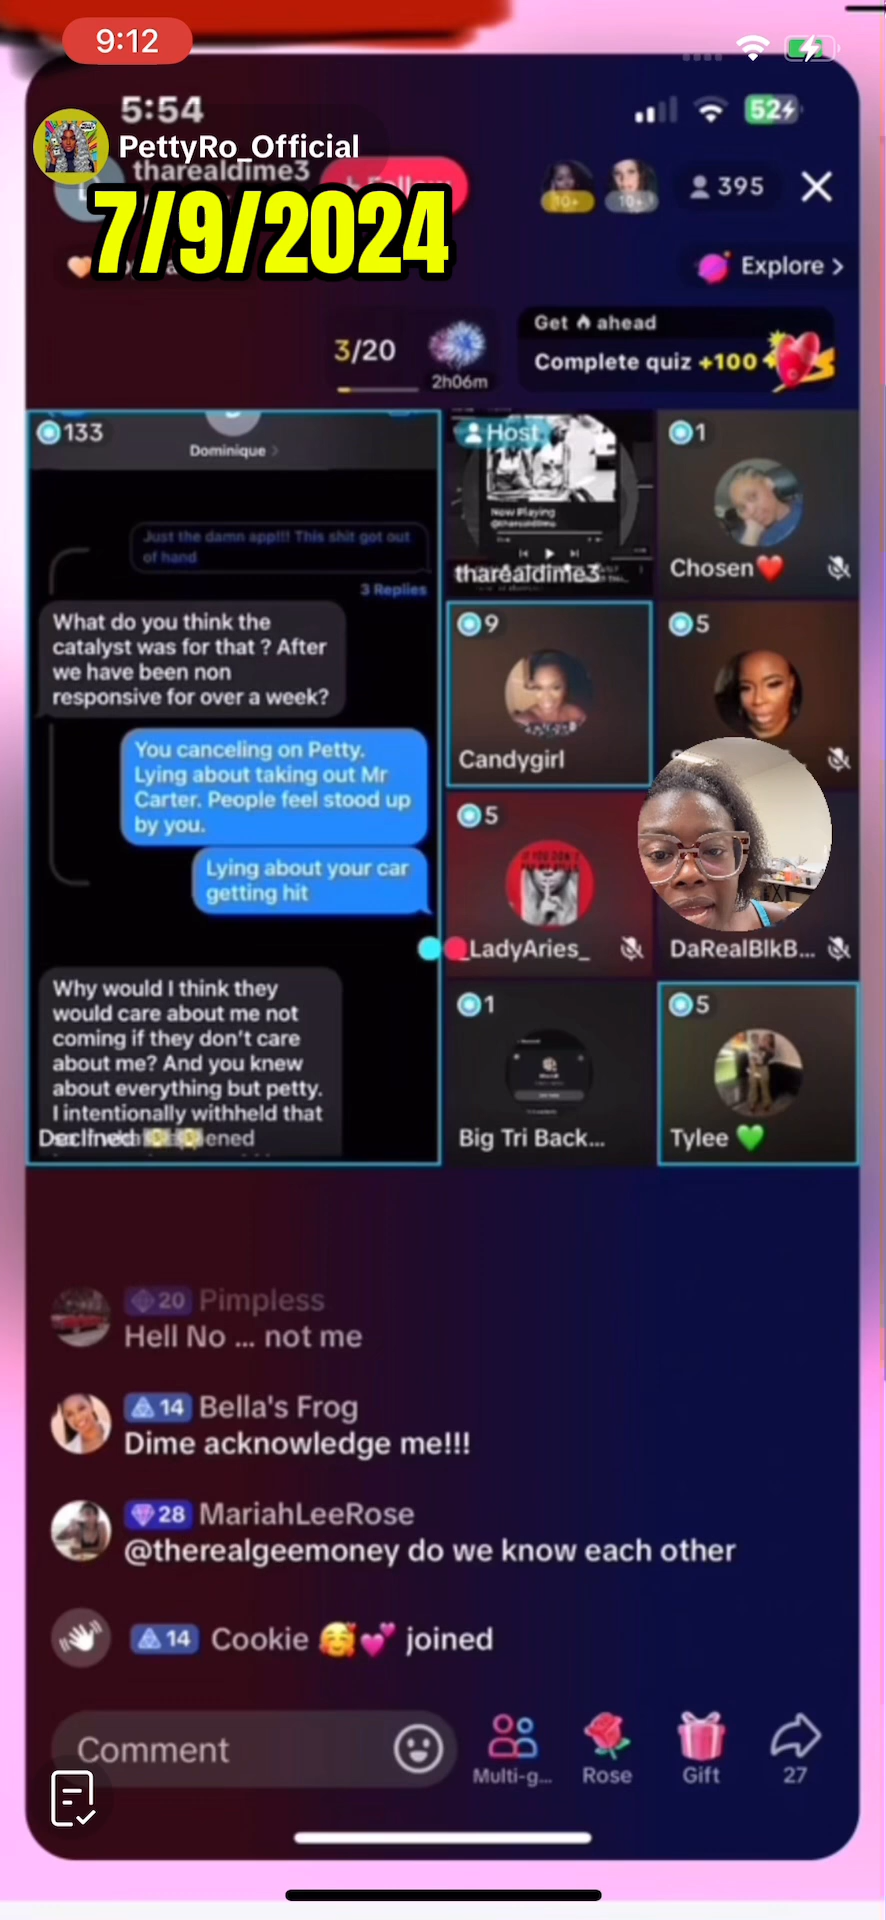 9:12
5:54
52
PettyRo_Official
tharealdime3
395
7/9/2024
Explore >
3/20
2h06m
Get 🔥 ahead
Complete quiz +100
133
Dominique >
Just the damn app!!! This shit got out
of hand
3 Replies
What do you think the
catalyst was for that ? After
we have been non
responsive for over a week?
You canceling on Petty.
Lying about taking out Mr
Carter. People feel stood up
by you.
Lying about your car
getting hit
Why would I think they
would care about me not
coming if they don't care
about me? And you knew
about everything but petty.
I intentionally withheld that
Declined
Host
Now Playing
tharealdime3
1
Chosen❤️
9
Candygirl
5
5
_LadyAries_
DaRealBlkB...
1
Big Tri Back...
5
Tylee 💚
20 Pimpless
Hell No ... not me
14 Bella's Frog
Dime acknowledge me!!!
28 MariahLeeRose
@therealgeemoney do we know each other
14 Cookie 🥰💕 joined
Comment
Multi-g...
Rose
Gift
27